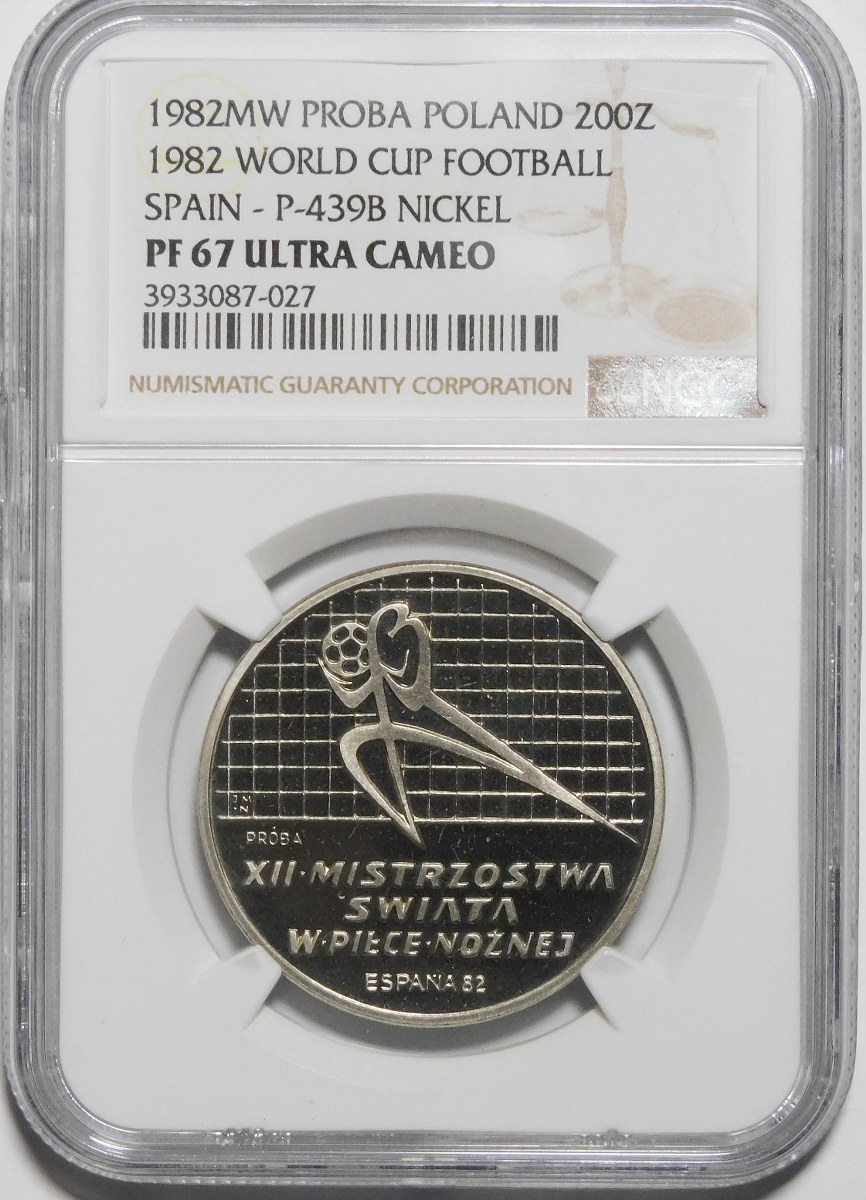 1982MW PROBA POLAND 200Z
1982 WORLD CUP FOOTBALL
SPAIN - P-439B NICKEL
PF 67 ULTRA CAMEO
3933087-027
NUMISMATIC GUARANTY CORPORATION
NGC
PRÓBA
XII·MISTRZOSTWA
ŚWIATA
W·PIŁCE·NOŻNEJ
ESPAÑA 82